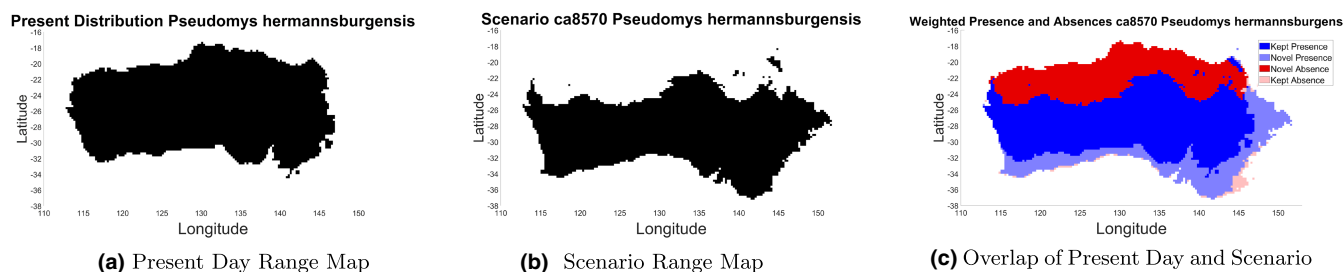 Present Distribution Pseudomys hermannsburgensis
-16
-18
-20
-22
-24
-26
-28
-30
-32
-34
-36
-38
Latitude
110 115 120 125 130 135 140 145 150
Longitude
(a) Present Day Range Map
Scenario ca8570 Pseudomys hermannsburgensis
-16
-18
-20
-22
-24
-26
-28
-30
-32
-34
-36
-38
Latitude
110 115 120 125 130 135 140 145 150
Longitude
(b) Scenario Range Map
Weighted Presence and Absences ca8570 Pseudomys hermannsburgens
-16
-18
-20
-22
-24
-26
-28
-30
-32
-34
-36
-38
Latitude
110 115 120 125 130 135 140 145 150
Longitude
Kept Presence
Novel Presence
Novel Absence
Kept Absence
(c) Overlap of Present Day and Scenario